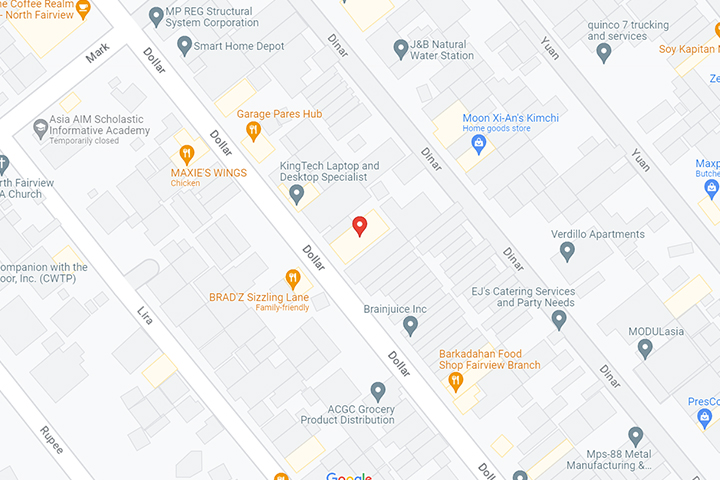 he Coffee Realm
- North Fairview
MP REG Structural
System Corporation
Smart Home Depot
Mark
Dollar
Dinar
J&B Natural
Water Station
Yuan
quinco 7 trucking
and services
Soy Kapitan
Ze
Asia AIM Scholastic
Informative Academy
Temporarily closed
Garage Pares Hub
Dollar
MAXIE'S WINGS
Chicken
KingTech Laptop and
Desktop Specialist
Moon Xi-An's Kimchi
Home goods store
Dinar
Yuan
Maxp
Butche
rth Fairview
A Church
Verdillo Apartments
Dollar
Dinar
ompanion with the
oor, Inc. (CWTP)
BRAD'Z Sizzling Lane
Family-friendly
Lira
Brainjuice Inc
EJ's Catering Services
and Party Needs
MODULasia
Barkadahan Food
Shop Fairview Branch
Dollar
Dinar
ACGC Grocery
Product Distribution
PresCo
Rupee
Mps-88 Metal
Manufacturing &...
Google
Doll